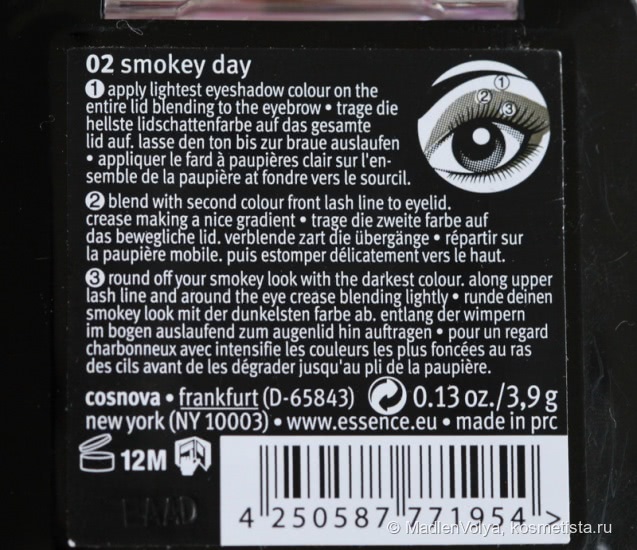 02 smokey day
1 apply lightest eyeshadow colour on the
entire lid blending to the eyebrow • trage die
hellste lidschattenfarbe auf das gesamte
lid auf. lasse den ton bis zur braue auslaufen
• appliquer le fard à paupières clair sur l'en-
semble de la paupière at fondre vers le sourcil.
1
2
3
2 blend with second colour front lash line to eyelid.
crease making a nice gradient • trage die zweite farbe auf
das bewegliche lid. verblende zart die übergänge • répartir sur
la paupière mobile. puis estomper délicatement vers le haut.
3 round off your smokey look with the darkest colour. along upper
lash line and around the eye crease blending lightly • runde deinen
smokey look mit der dunkelsten farbe ab. entlang der wimpern
im bogen auslaufend zum augenlid hin auftragen • pour un regard
charbonneux avec intensifie les couleurs les plus foncées au ras
des cils avant de les dégrader jusqu'au pli de la paupière.
cosnova • frankfurt (D-65843) 0.13 oz./3,9 g
new york (NY 10003) • www.essence.eu • made in prc
12M
4 250587 771954 >
© MadlenVolya, kosmetista.ru